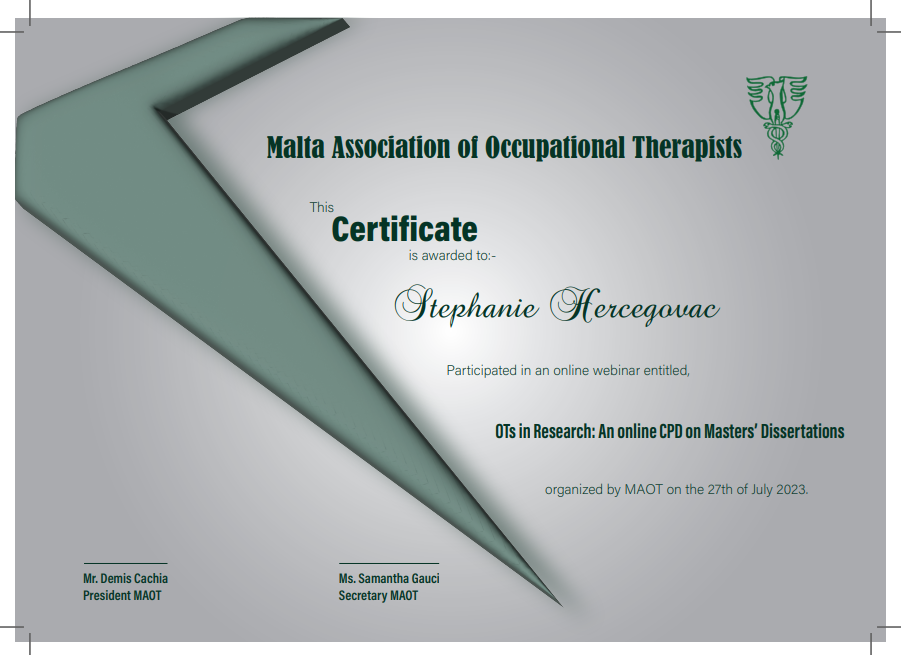 Malta Association of Occupational Therapists
This
Certificate
is awarded to:-
Stephanie Hercegovac
Participated in an online webinar entitled,
OTs in Research: An online CPD on Masters' Dissertations
organized by MAOT on the 27th of July 2023.
Mr. Demis Cachia
President MAOT
Ms. Samantha Gauci
Secretary MAOT